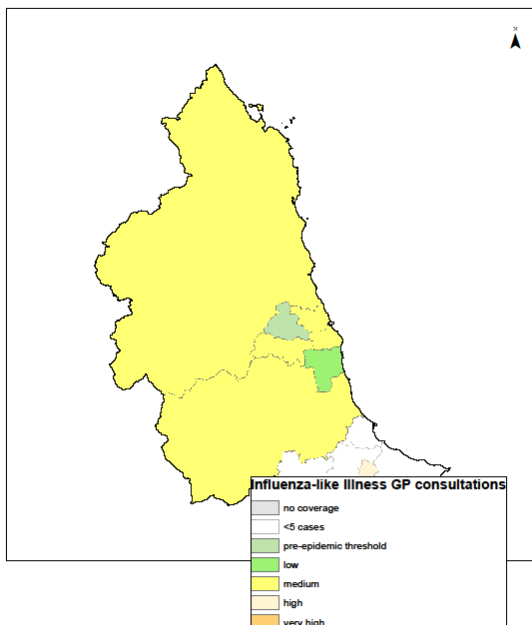 Influenza-like Illness GP consultations
no coverage
<5 cases
pre-epidemic threshold
low
medium
high
very high